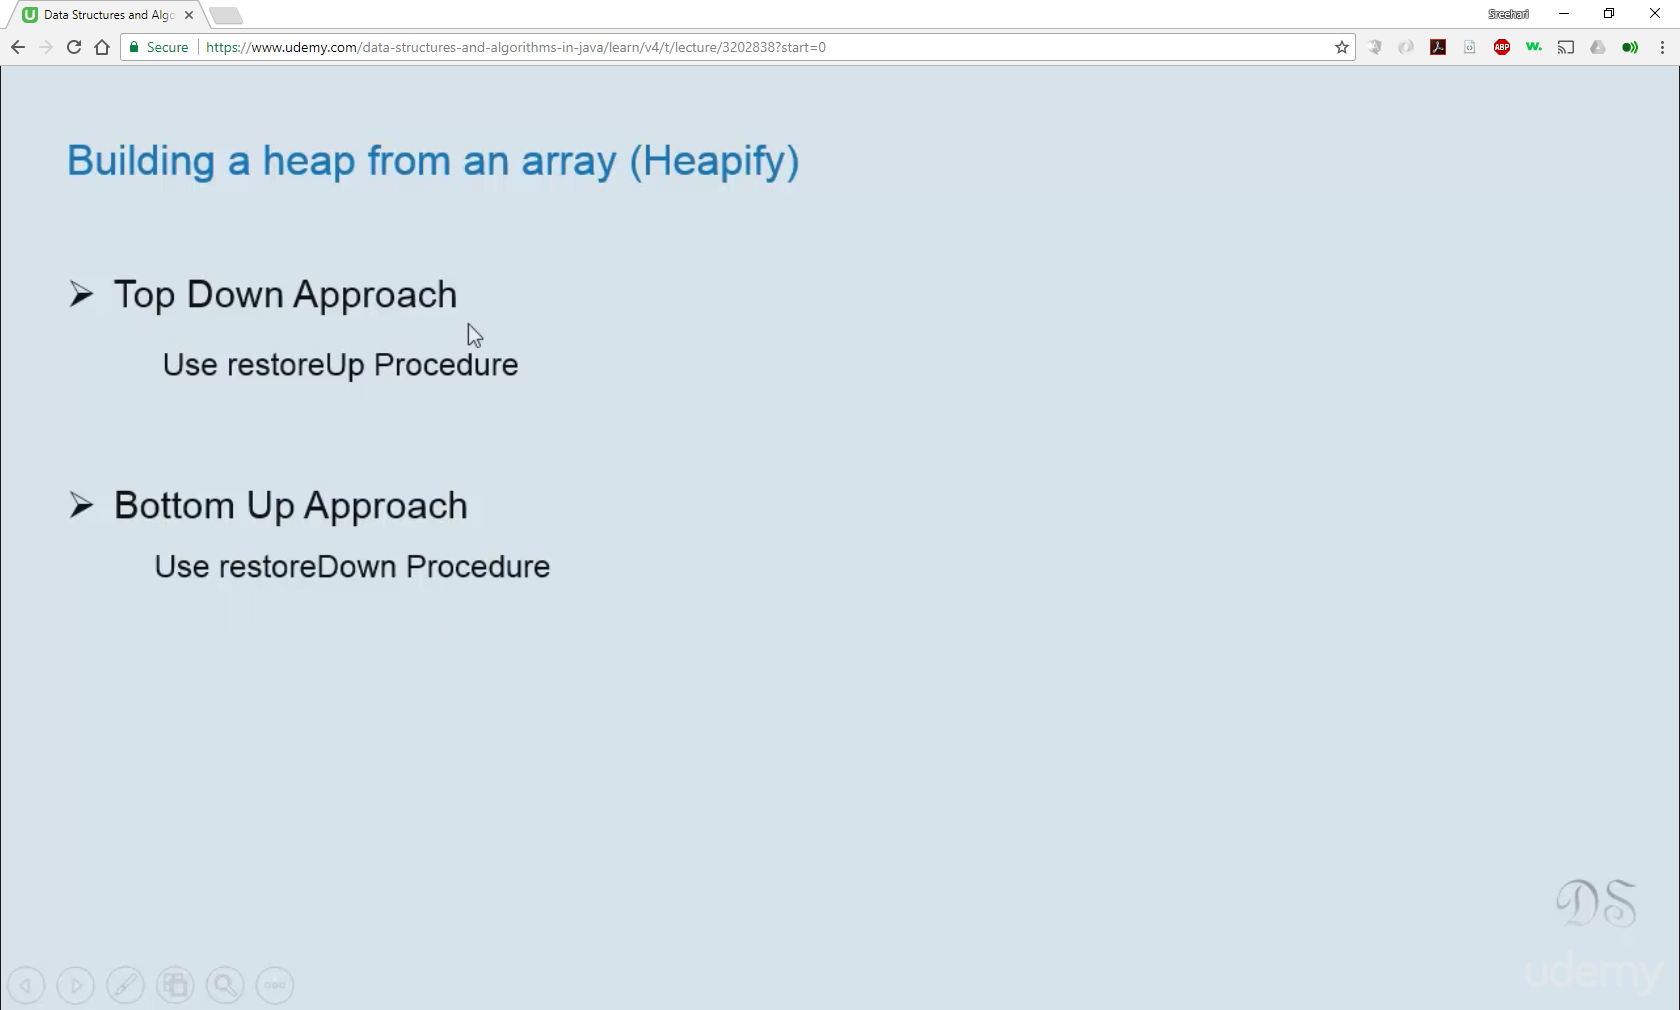 Data Structures and Algo
Sreehari
Secure
https://www.udemy.com/data-structures-and-algorithms-in-java/learn/v4/t/lecture/3202838?start=0
ABP
w.
Building a heap from an array (Heapify)
➢ Top Down Approach
Use restoreUp Procedure
➢ Bottom Up Approach
Use restoreDown Procedure
DS
udemy